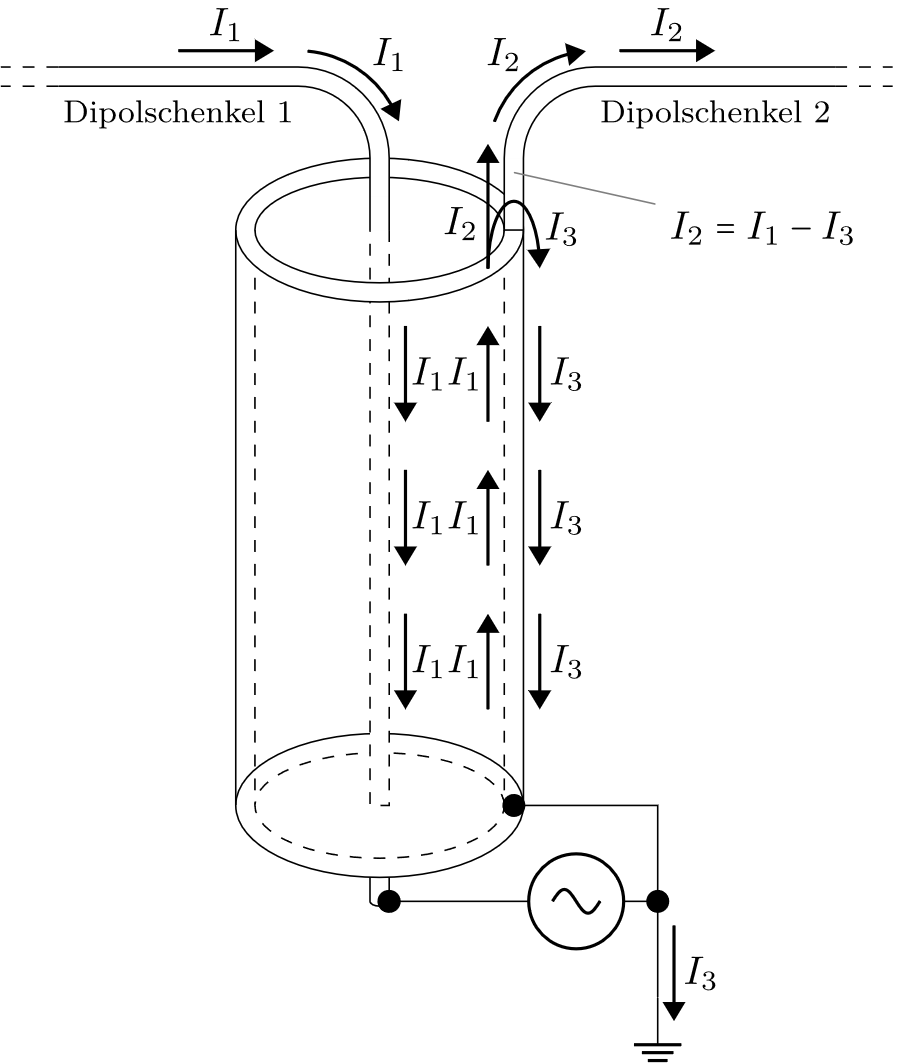 I₁ I₂
I₁ I₂
Dipolschenkel 1 Dipolschenkel 2
I₂ I₃ I₂ = I₁ − I₃
I₁ I₁ I₃
I₁ I₁ I₃
I₁ I₁ I₃
I₃